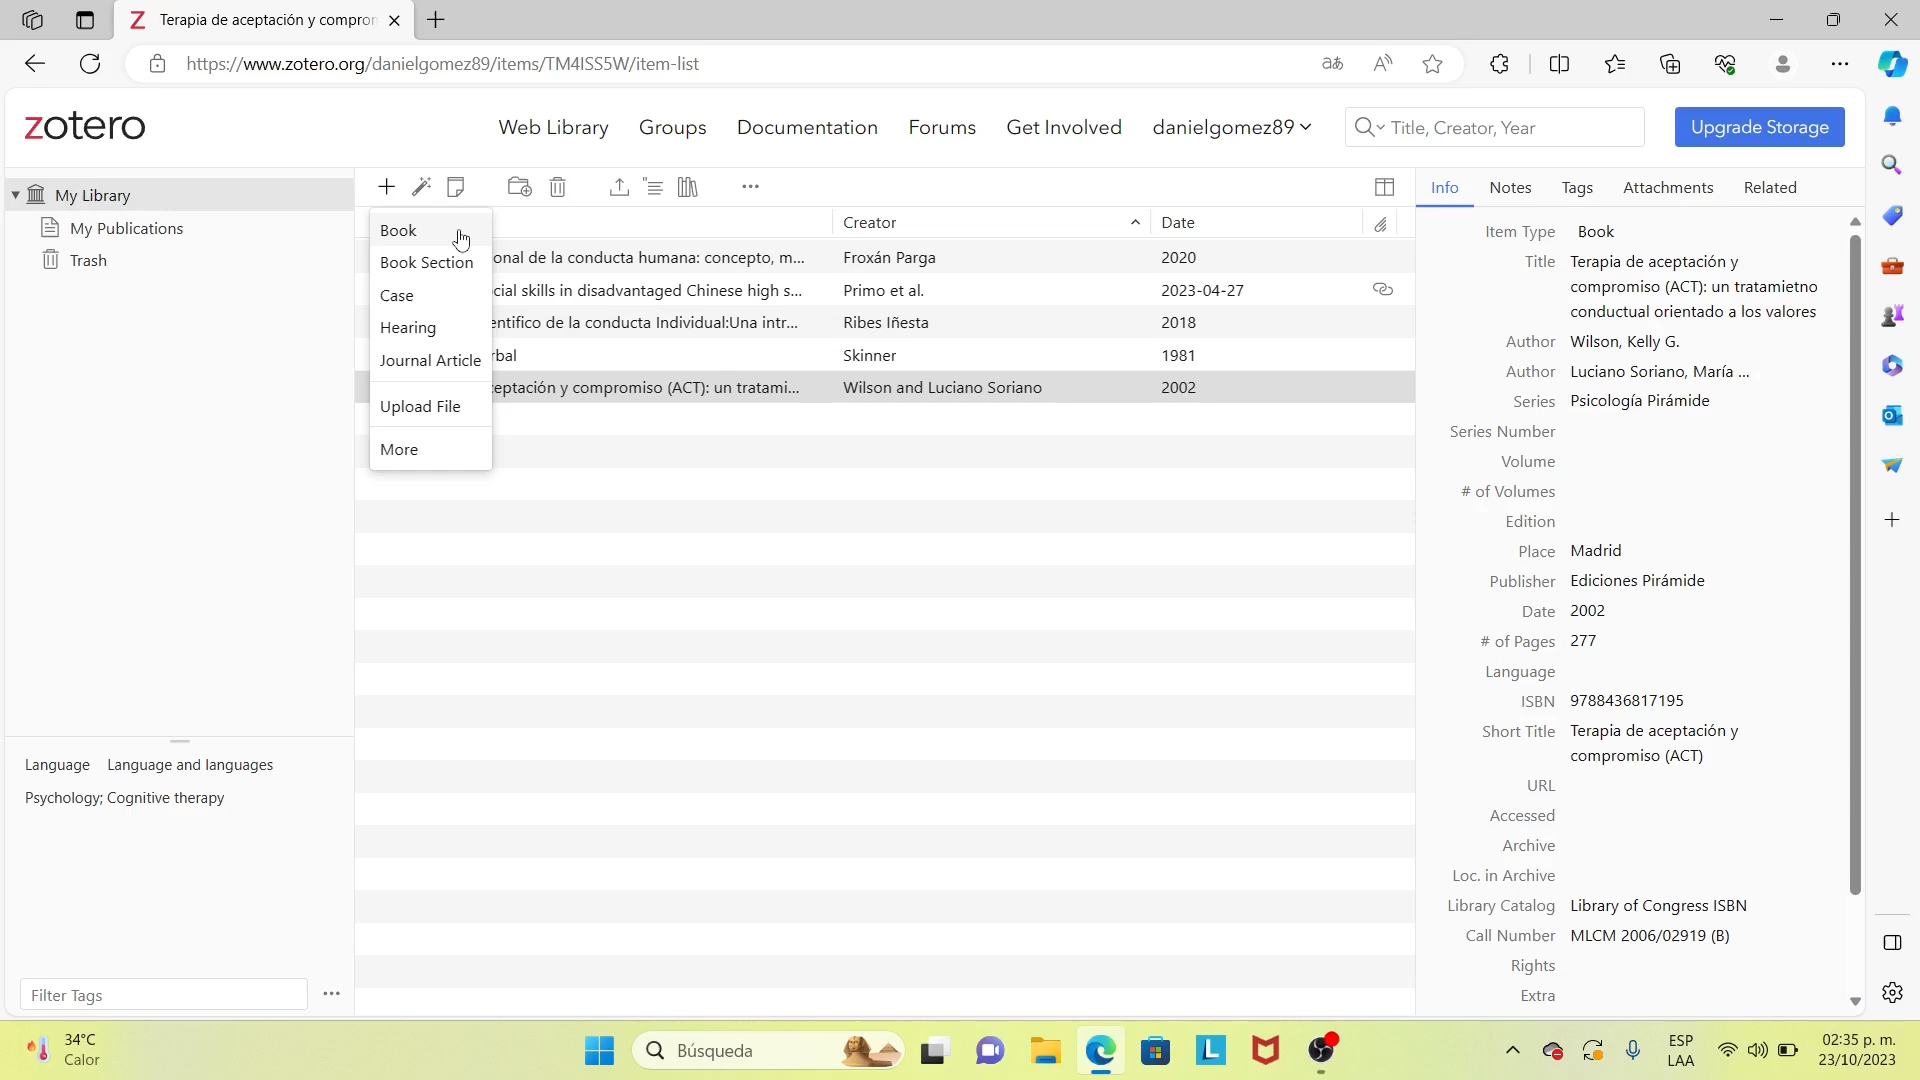 Terapia de aceptación y compron
https://www.zotero.org/danielgomez89/items/TM4ISS5W/item-list
zotero
Web Library
Groups
Documentation
Forums
Get Involved
danielgomez89
Title, Creator, Year
Upgrade Storage
My Library
My Publications
Trash
Book
Book Section
Case
Hearing
Journal Article
Upload File
More
Creator
Date
onal de la conducta humana: concepto, m...
Froxán Parga
2020
cial skills in disadvantaged Chinese high s...
Primo et al.
2023-04-27
entifico de la conducta Individual:Una intr...
Ribes Iñesta
2018
rbal
Skinner
1981
eptación y compromiso (ACT): un tratami...
Wilson and Luciano Soriano
2002
Info
Notes
Tags
Attachments
Related
Item Type Book
Title Terapia de aceptación y
compromiso (ACT): un tratamietno
conductual orientado a los valores
Author Wilson, Kelly G.
Author Luciano Soriano, María ...
Series Psicología Pirámide
Series Number
Volume
# of Volumes
Edition
Place Madrid
Publisher Ediciones Pirámide
Date 2002
# of Pages 277
Language
ISBN 9788436817195
Short Title Terapia de aceptación y
compromiso (ACT)
URL
Accessed
Archive
Loc. in Archive
Library Catalog Library of Congress ISBN
Call Number MLCM 2006/02919 (B)
Rights
Extra
Language
Language and languages
Psychology; Cognitive therapy
Filter Tags
34°C
Calor
Búsqueda
ESP
LAA
02:35 p. m.
23/10/2023